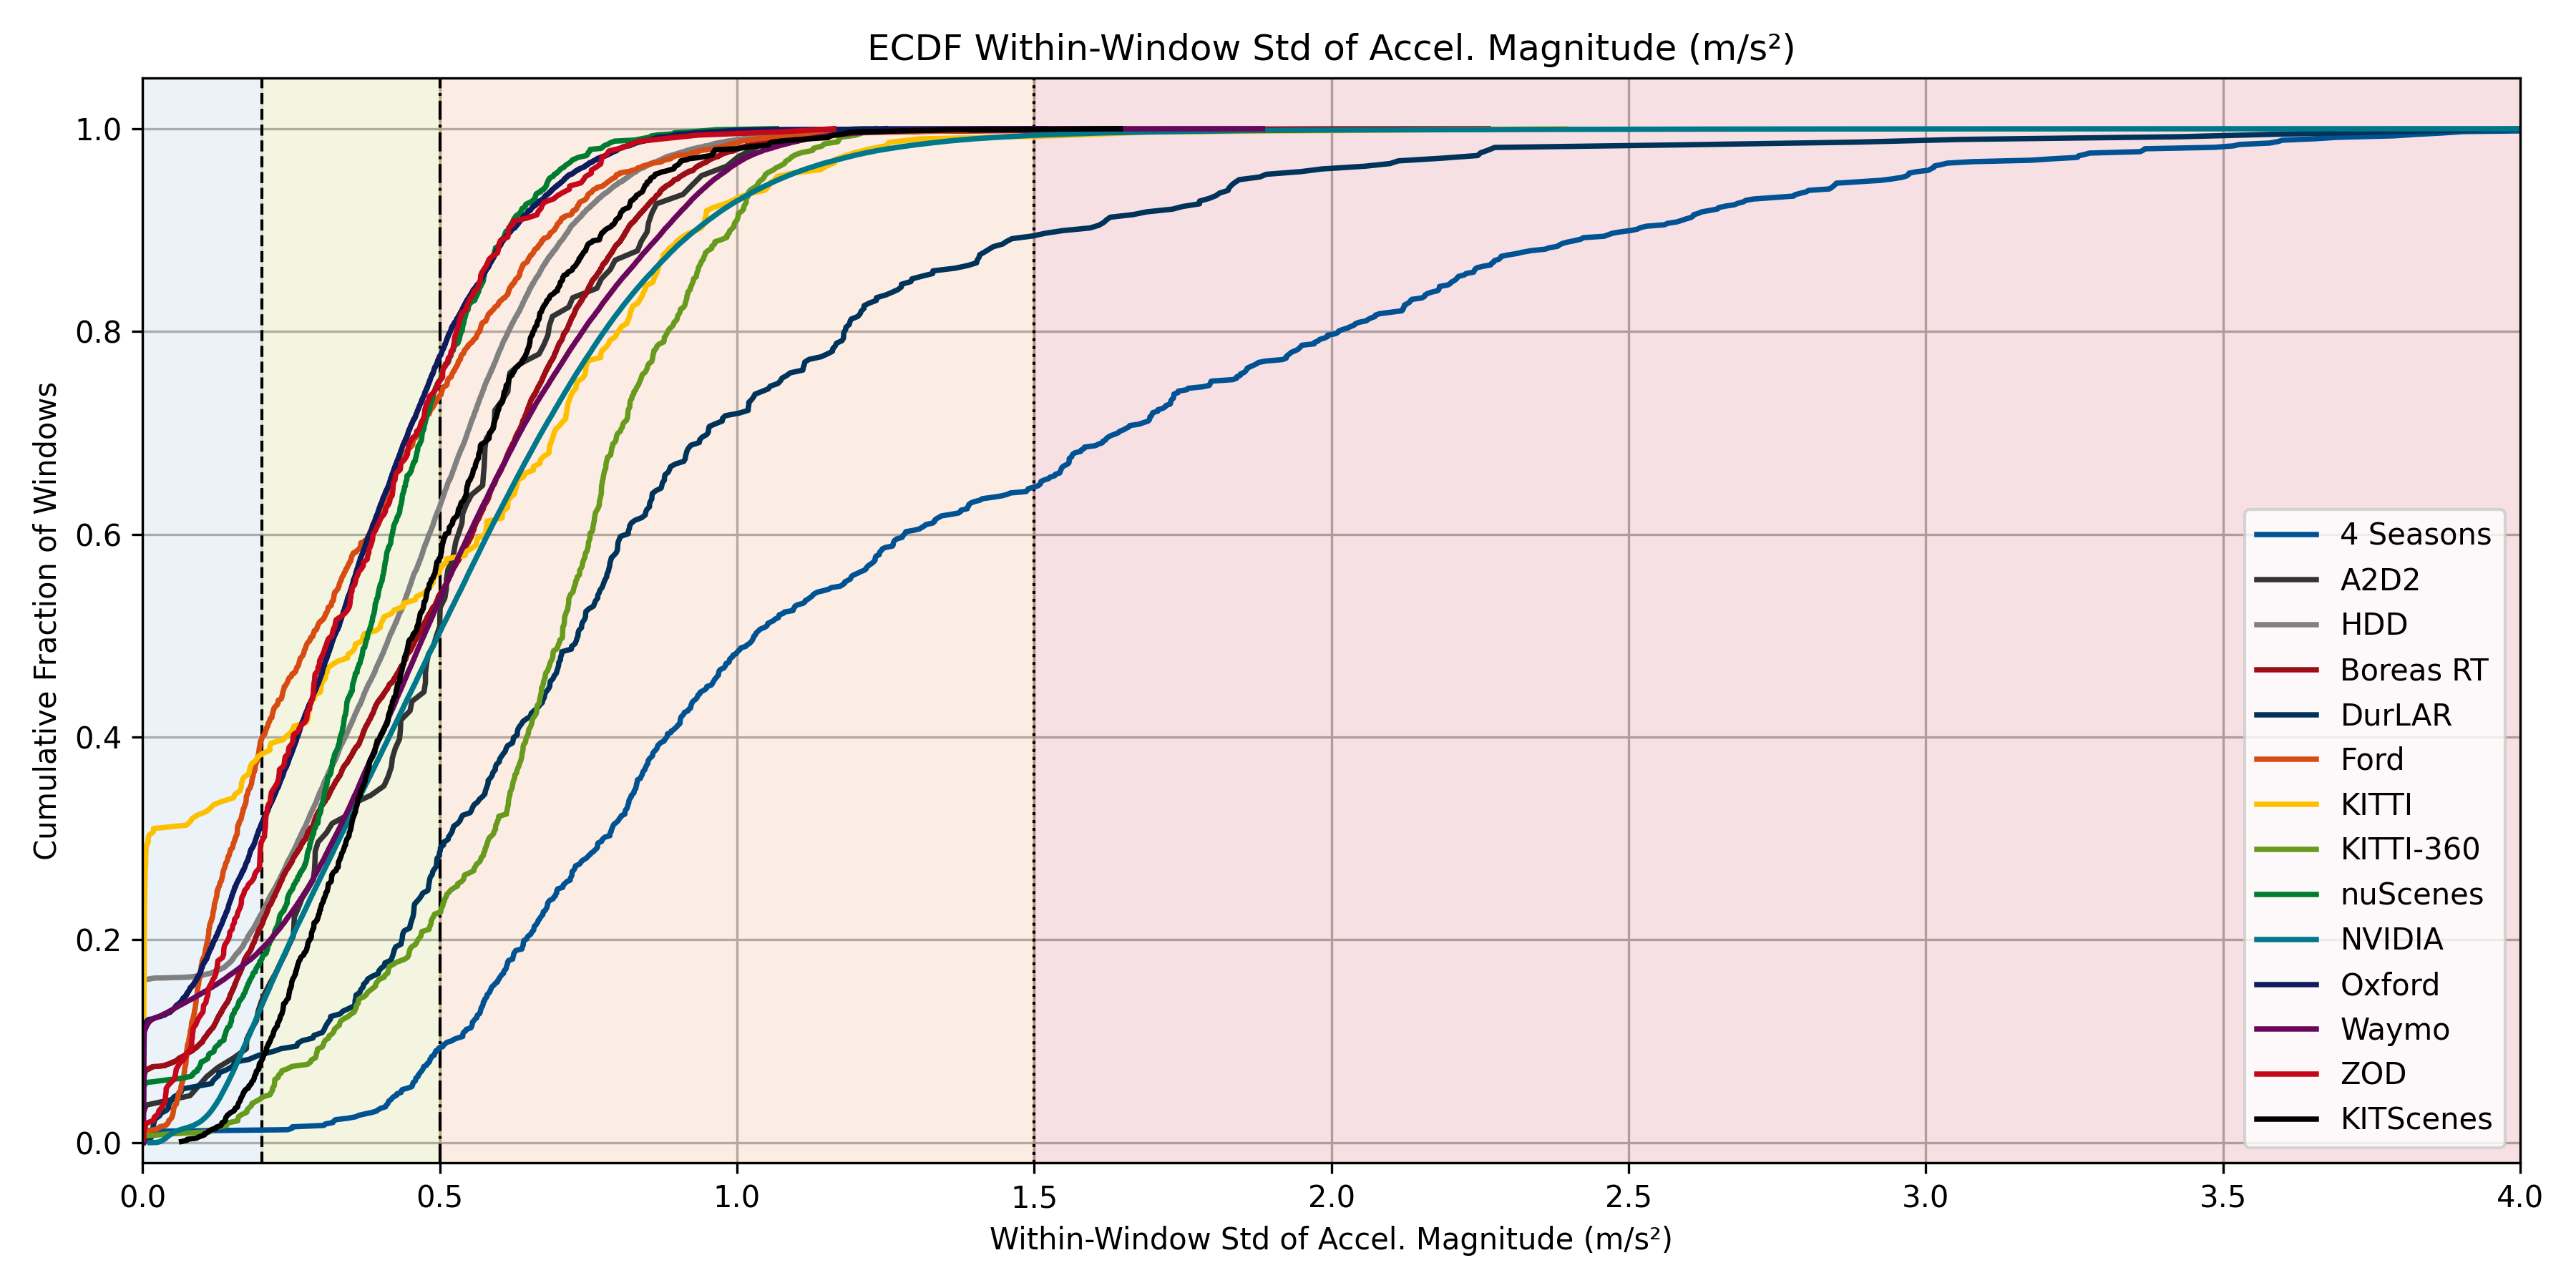 ECDF Within-Window Std of Accel. Magnitude (m/s²)
Cumulative Fraction of Windows
1.0
0.8
0.6
0.4
0.2
0.0
4 Seasons
A2D2
HDD
Boreas RT
DurLAR
Ford
KITTI
KITTI-360
nuScenes
NVIDIA
Oxford
Waymo
ZOD
KITScenes
0.0 0.5 1.0 1.5 2.0 2.5 3.0 3.5 4.0
Within-Window Std of Accel. Magnitude (m/s²)